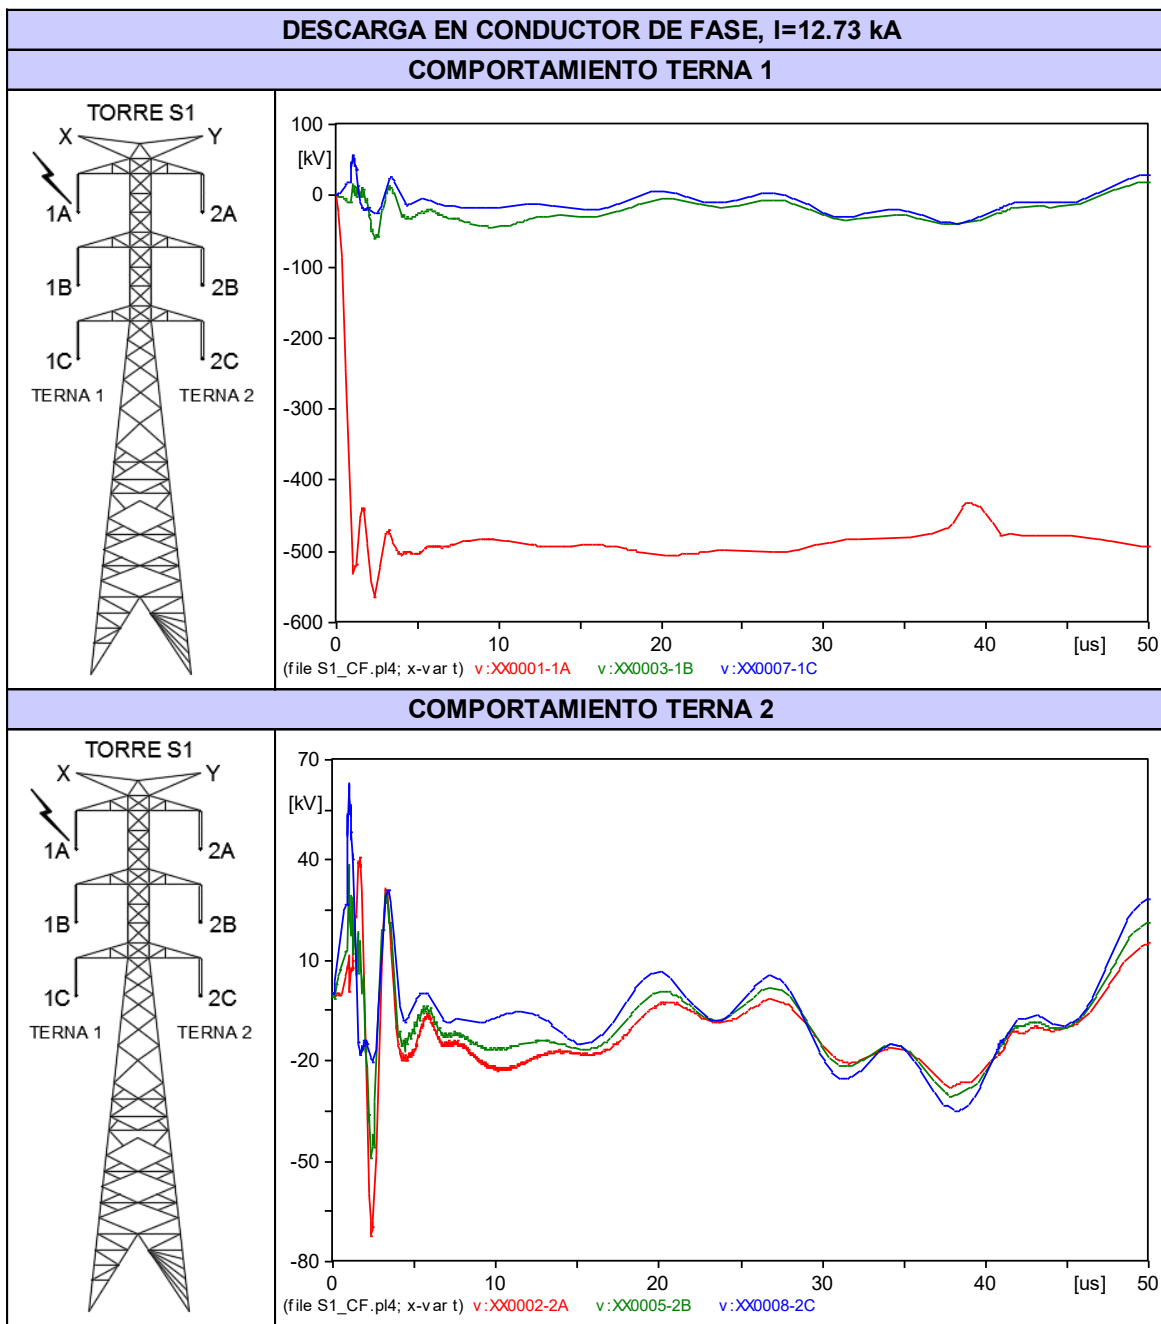 DESCARGA EN CONDUCTOR DE FASE, I=12.73 kA
COMPORTAMIENTO TERNA 1
TORRE S1
X Y
1A 2A
1B 2B
1C 2C
TERNA 1 TERNA 2
100
[kV]
0
-100
-200
-300
-400
-500
-600
0 10 20 30 40 [us] 50
(file S1_CF.pl4; x-var t) v:XX0001-1A v:XX0003-1B v:XX0007-1C
COMPORTAMIENTO TERNA 2
TORRE S1
X Y
1A 2A
1B 2B
1C 2C
TERNA 1 TERNA 2
70
[kV]
40
10
-20
-50
-80
0 10 20 30 40 [us] 50
(file S1_CF.pl4; x-var t) v:XX0002-2A v:XX0005-2B v:XX0008-2C